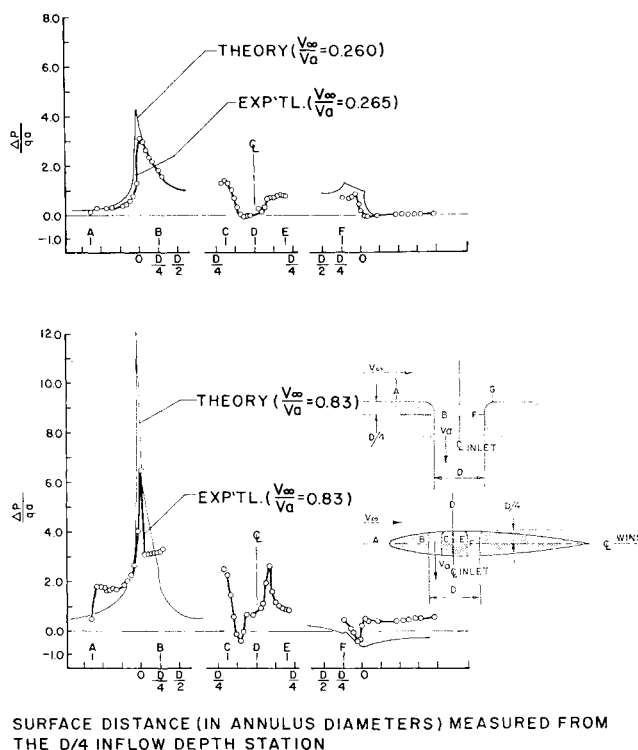 8.0
THEORY (V∞/Va = 0.260)
6.0
EXP'TL. (V∞/Va = 0.265)
4.0
ΔP/qa
℄
2.0
0.0
-1.0
A B C D E F
0 D/4 D/2 D/4 D/4 D/2 D/4 0
12.0
V∞
10.0
A G
THEORY (V∞/Va = 0.83)
B F
Va
8.0
D/4 ℄ INLET
D
6.0
EXP'TL. (V∞/Va = 0.83)
ΔP/qa
D D/4
V∞
4.0
℄
A B C E F ℄ WING
Va ℄ INLET
2.0
D
0.0
-1.0
A B C D E F
0 D/4 D/2 D/4 D/4 D/2 D/4 0
SURFACE DISTANCE (IN ANNULUS DIAMETERS) MEASURED FROM
THE D/4 INFLOW DEPTH STATION